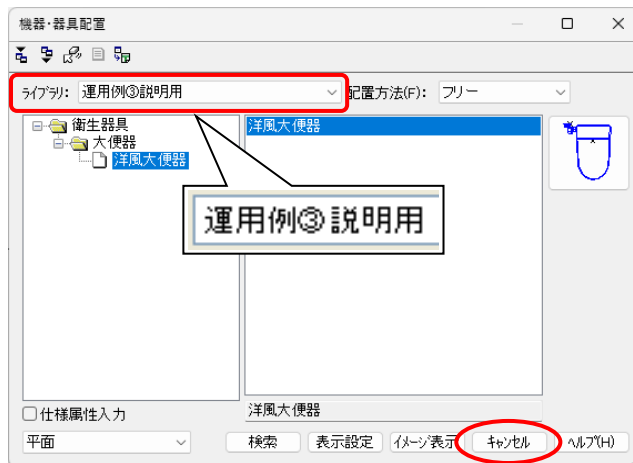 機器・器具配置
ライブラリ: 運用例③説明用 配置方法(F): フリー
衛生器具
大便器
洋風大便器
洋風大便器
運用例③説明用
洋風大便器
仕様属性入力
平面
検索 表示設定 イメージ表示 キャンセル ヘルプ(H)